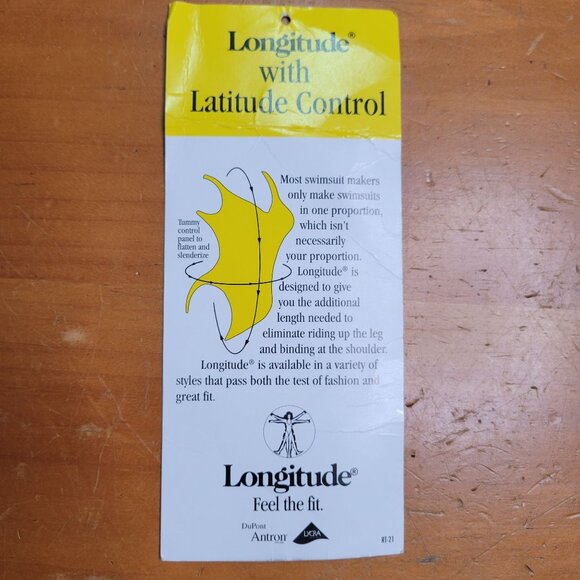 Longitude®
with
Latitude Control
Most swimsuit makers
only make swimsuits
in one proportion,
which isn't
necessarily
your proportion.
Longitude® is
designed to give
you the additional
length needed to
eliminate riding up the leg
and binding at the shoulder.
Longitude® is available in a variety of
styles that pass both the test of fashion and
great fit.
Tummy
control
panel to
flatten and
slenderize
Longitude®
Feel the fit.
DuPont
Antron
LYCRA
RT-21